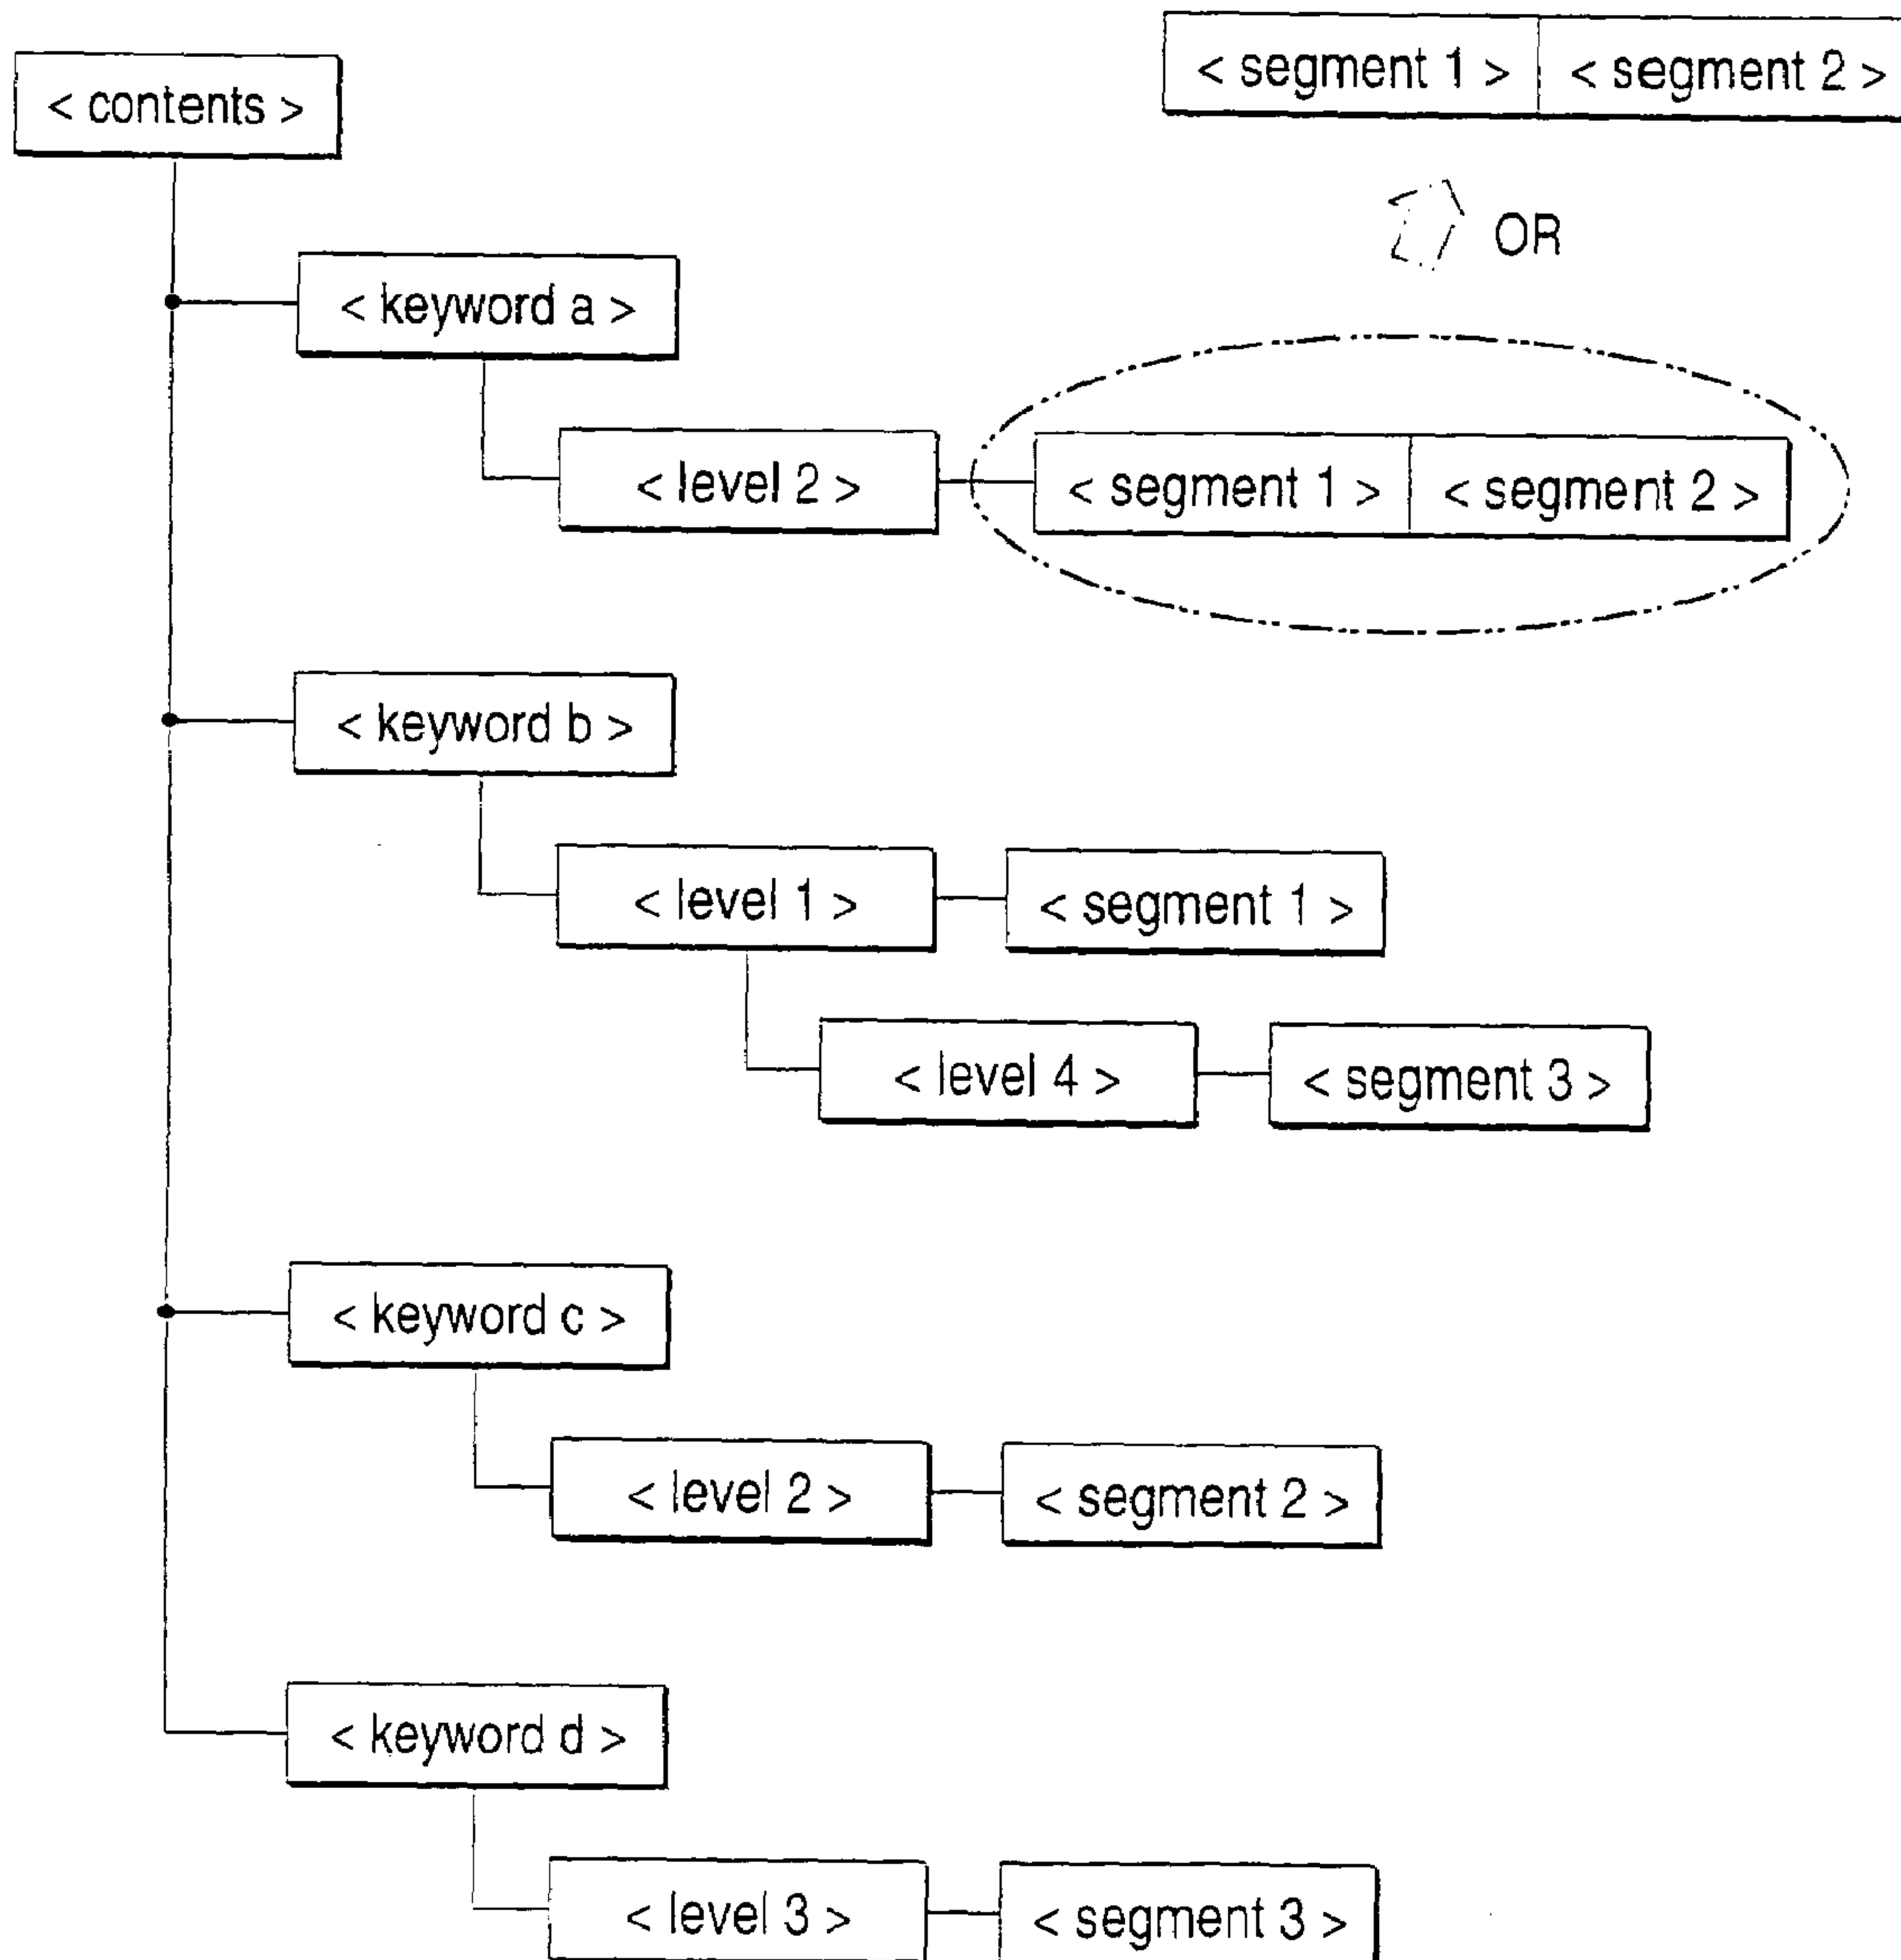 < segment 1 > < segment 2 >
< contents >
OR
< keyword a >
< level 2 > < segment 1 > < segment 2 >
< keyword b >
< level 1 > < segment 1 >
< level 4 > < segment 3 >
< keyword c >
< level 2 > < segment 2 >
< keyword d >
< level 3 > < segment 3 >